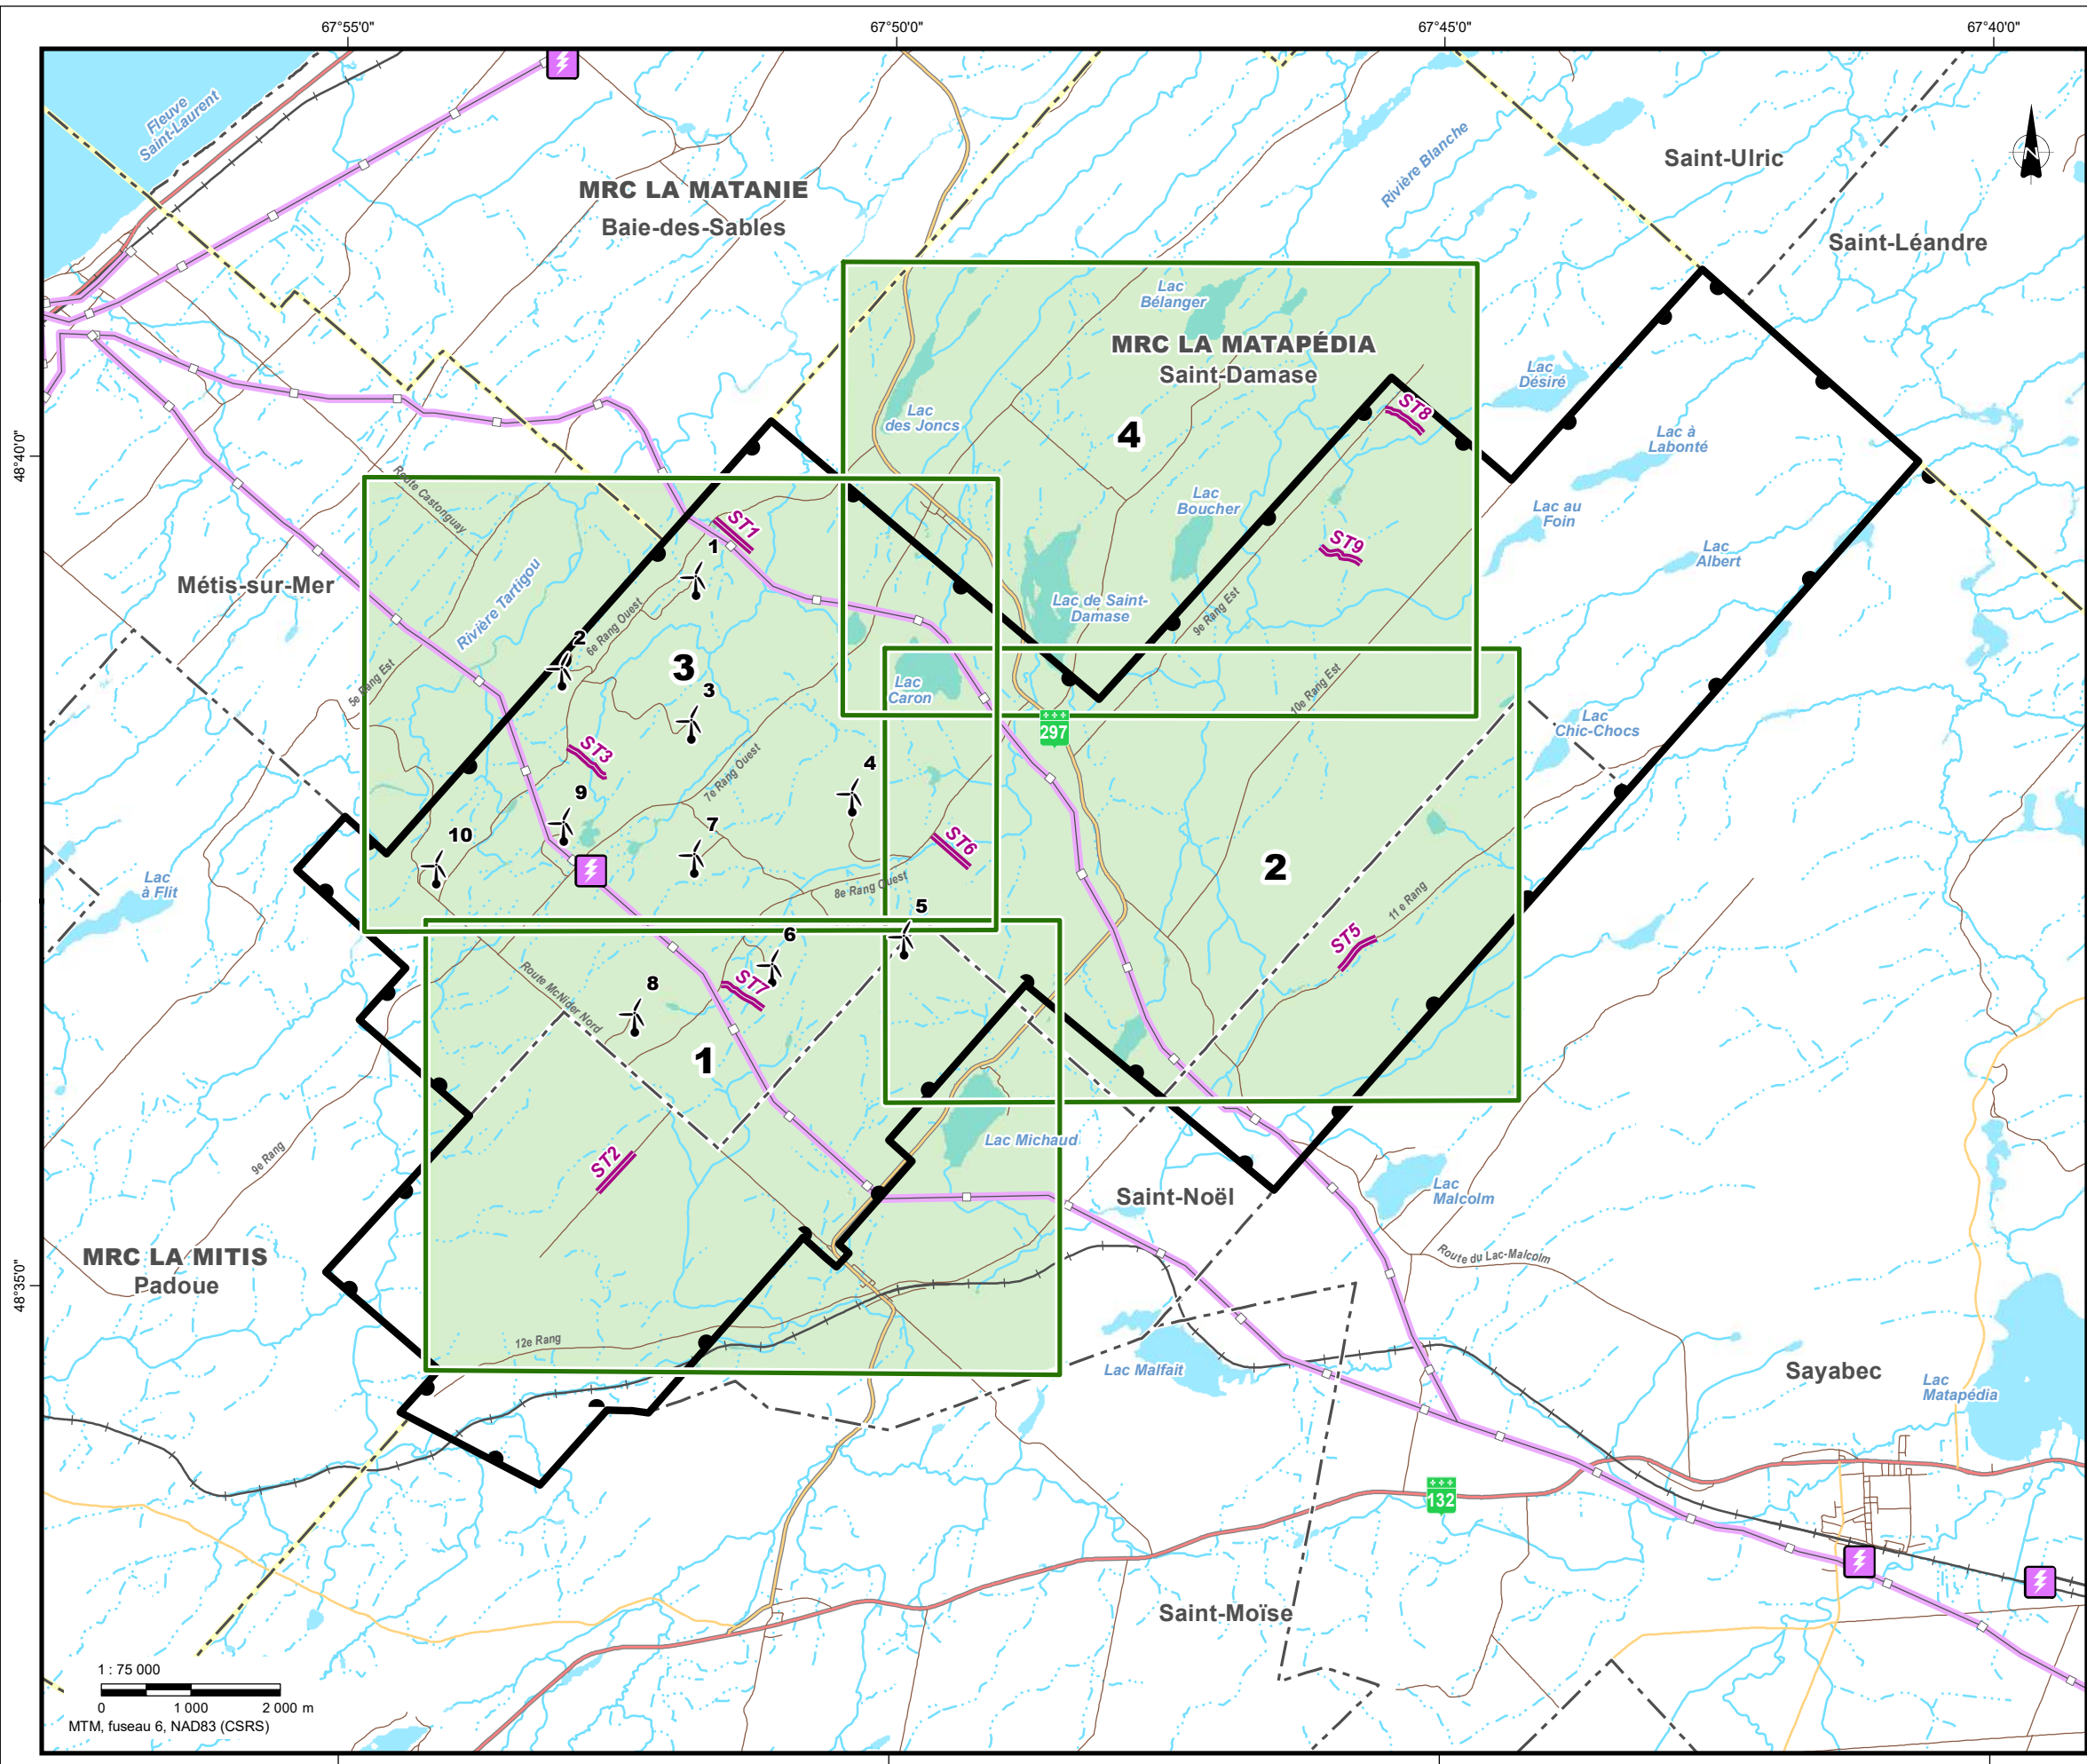 67°55'0"
67°50'0"
67°45'0"
67°40'0"
Fleuve
Saint-Laurent
MRC LA MATANIE
Baie-des-Sables
Rivière Blanche
Saint-Ulric
N
Saint-Léandre
Lac
Bélanger
MRC LA MATAPÉDIA
Saint-Damase
Lac
Désiré
Lac
des Joncs
4
ST8
Lac à
Labonté
48°40'0"
Route Castonguay
Lac
Boucher
Lac au
Foin
ST1
1
ST9
Lac
Albert
Métis-sur-Mer
Rivière Tartigou
6e Rang Ouest
Lac de Saint-
Damase
9e Rang Est
2
3
3
5e Rang Est
Lac
Caron
10e Rang Est
297
Lac
Chic-Chocs
ST3
7e Rang Ouest
4
9
7
10
ST6
2
Lac
à Flit
8e Rang Ouest
11 e Rang
5
6
ST5
8
ST7
Route McNider Nord
1
ST2
9e Rang
Lac Michaud
Saint-Noël
Lac
Malcolm
MRC LA MITIS
Padoue
48°35'0"
Route du Lac-Malcolm
12e Rang
Lac Malfait
Sayabec
Lac
Matapédia
132
Saint-Moïse
1 : 75 000
0 1 000 2 000 m
MTM, fuseau 6, NAD83 (CSRS)